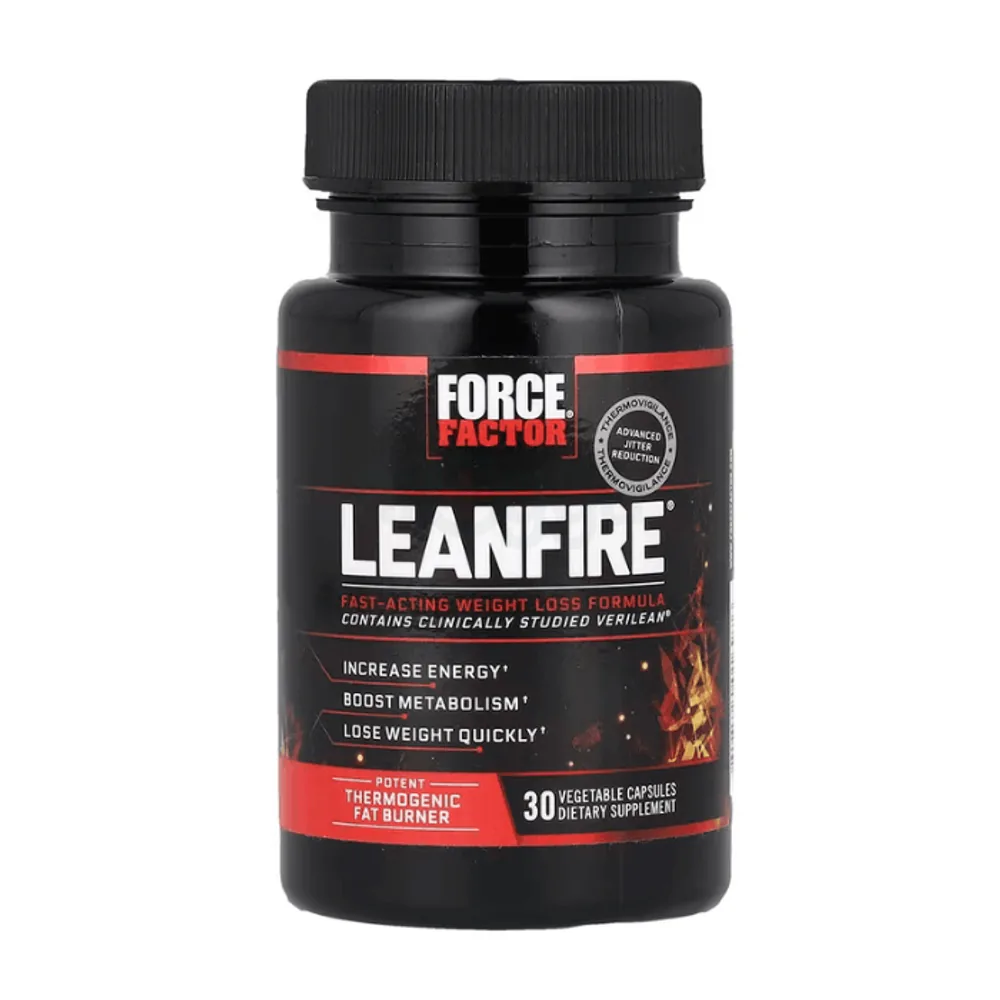 FORCE®
FACTOR
THERMOVIGILANCE
ADVANCED
JITTER
REDUCTION
THERMOVIGILANCE
LEANFIRE®
FAST-ACTING WEIGHT LOSS FORMULA
CONTAINS CLINICALLY STUDIED VERILEAN®
INCREASE ENERGY†
BOOST METABOLISM†
LOSE WEIGHT QUICKLY†
POTENT
THERMOGENIC
FAT BURNER
30 VEGETABLE CAPSULES
DIETARY SUPPLEMENT